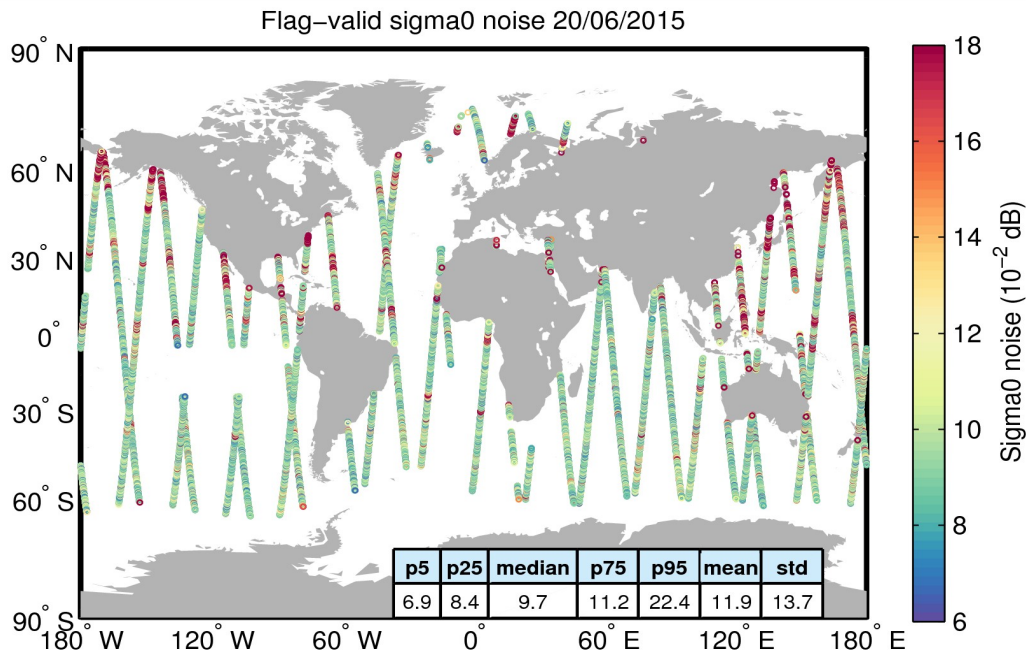 Flag−valid sigma0 noise 20/06/2015
90° N
60° N
30° N
0°
30° S
60° S
90° S
180° W
120° W
60° W
0°
60° E
120° E
180° E
p5 p25 median p75 p95 mean std
6.9 8.4 9.7 11.2 22.4 11.9 13.7
18
16
14
12
10
8
6
Sigma0 noise (10⁻² dB)